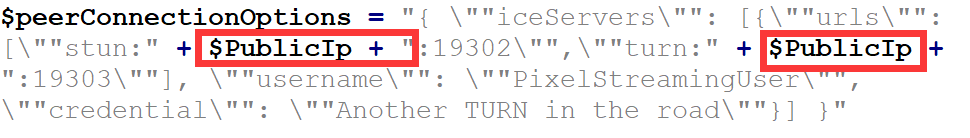 $peerConnectionOptions = "{ \""iceServers\"": [{\""urls\"":
[\""stun:" + $PublicIp + ":19302\"",\""turn:" + $PublicIp +
":19303\""], \""username\"": \""PixelStreamingUser\"",
\""credential\"": \""Another TURN in the road\""}] }"